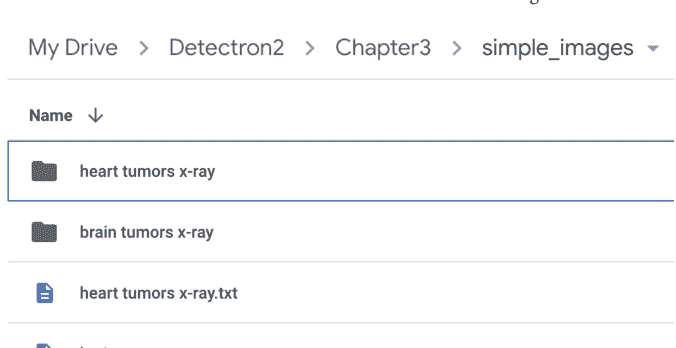 My Drive > Detectron2 > Chapter3 > simple_images
Name
heart tumors x-ray
brain tumors x-ray
heart tumors x-ray.txt